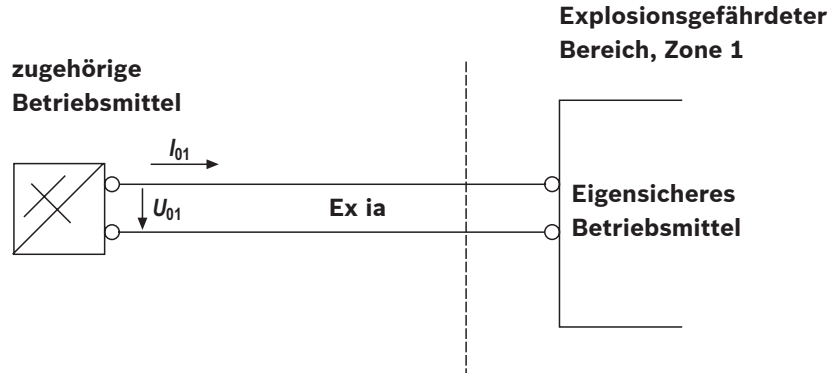 Explosionsgefährdeter
Bereich, Zone 1
zugehörige
Betriebsmittel
I01
U01
Ex ia
Eigensicheres
Betriebsmittel